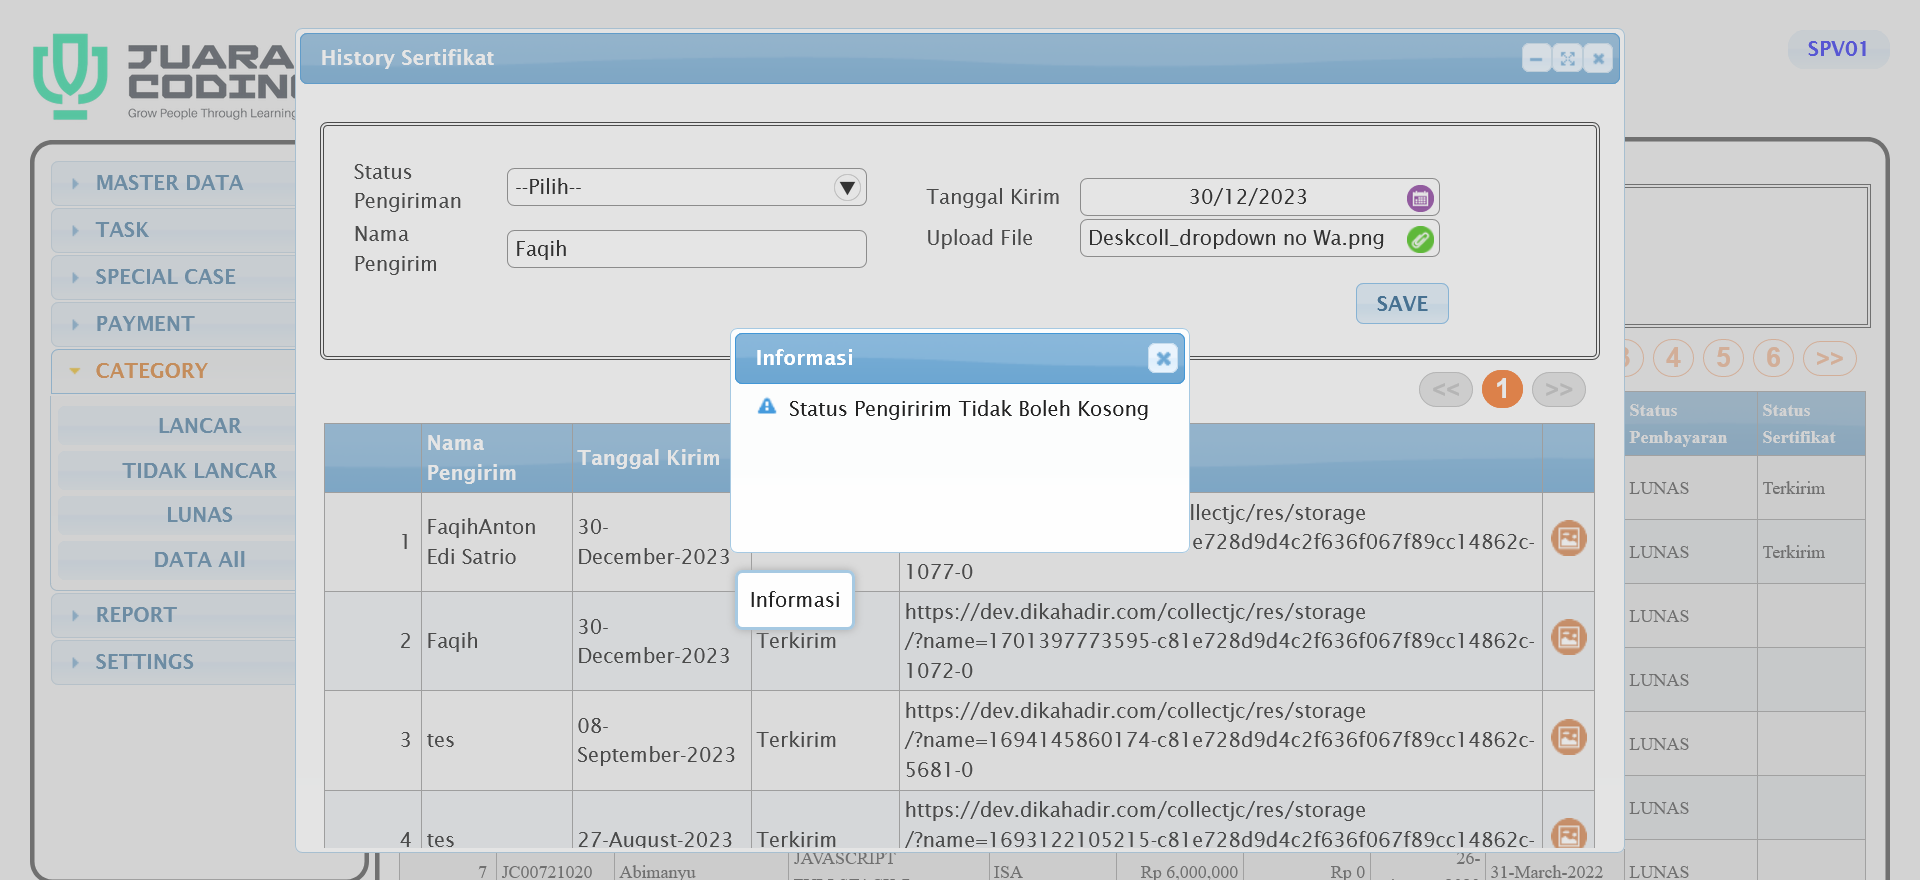 JUARA
CODIN
Grow People Through Learning
SPV01
History Sertifikat
Status
Pengiriman
--Pilih--
Tanggal Kirim
30/12/2023
Nama
Pengirim
Faqih
Upload File
Deskcoll_dropdown no Wa.png
SAVE
MASTER DATA
TASK
SPECIAL CASE
PAYMENT
CATEGORY
LANCAR
TIDAK LANCAR
LUNAS
DATA All
REPORT
SETTINGS
Informasi
Status Pengiririm Tidak Boleh Kosong
Informasi
<< 1 >>
4 5 6 >>
Nama
Pengirim
Tanggal Kirim
1
FaqihAnton
Edi Satrio
30-
December-2023
llectjc/res/storage
e728d9d4c2f636f067f89cc14862c-
1077-0
2
Faqih
30-
December-2023
Terkirim
https://dev.dikahadir.com/collectjc/res/storage
/?name=1701397773595-c81e728d9d4c2f636f067f89cc14862c-
1072-0
3
tes
08-
September-2023
Terkirim
https://dev.dikahadir.com/collectjc/res/storage
/?name=1694145860174-c81e728d9d4c2f636f067f89cc14862c-
5681-0
4
tes
27-August-2023
Terkirim
https://dev.dikahadir.com/collectjc/res/storage
/?name=1693122105215-c81e728d9d4c2f636f067f89cc14862c-
Status
Pembayaran
Status
Sertifikat
LUNAS
Terkirim
LUNAS
Terkirim
LUNAS
LUNAS
LUNAS
LUNAS
7
JC00721020
Abimanyu
JAVASCRIPT
ISA
Rp 6,000,000
Rp 0
26-
31-March-2022
LUNAS